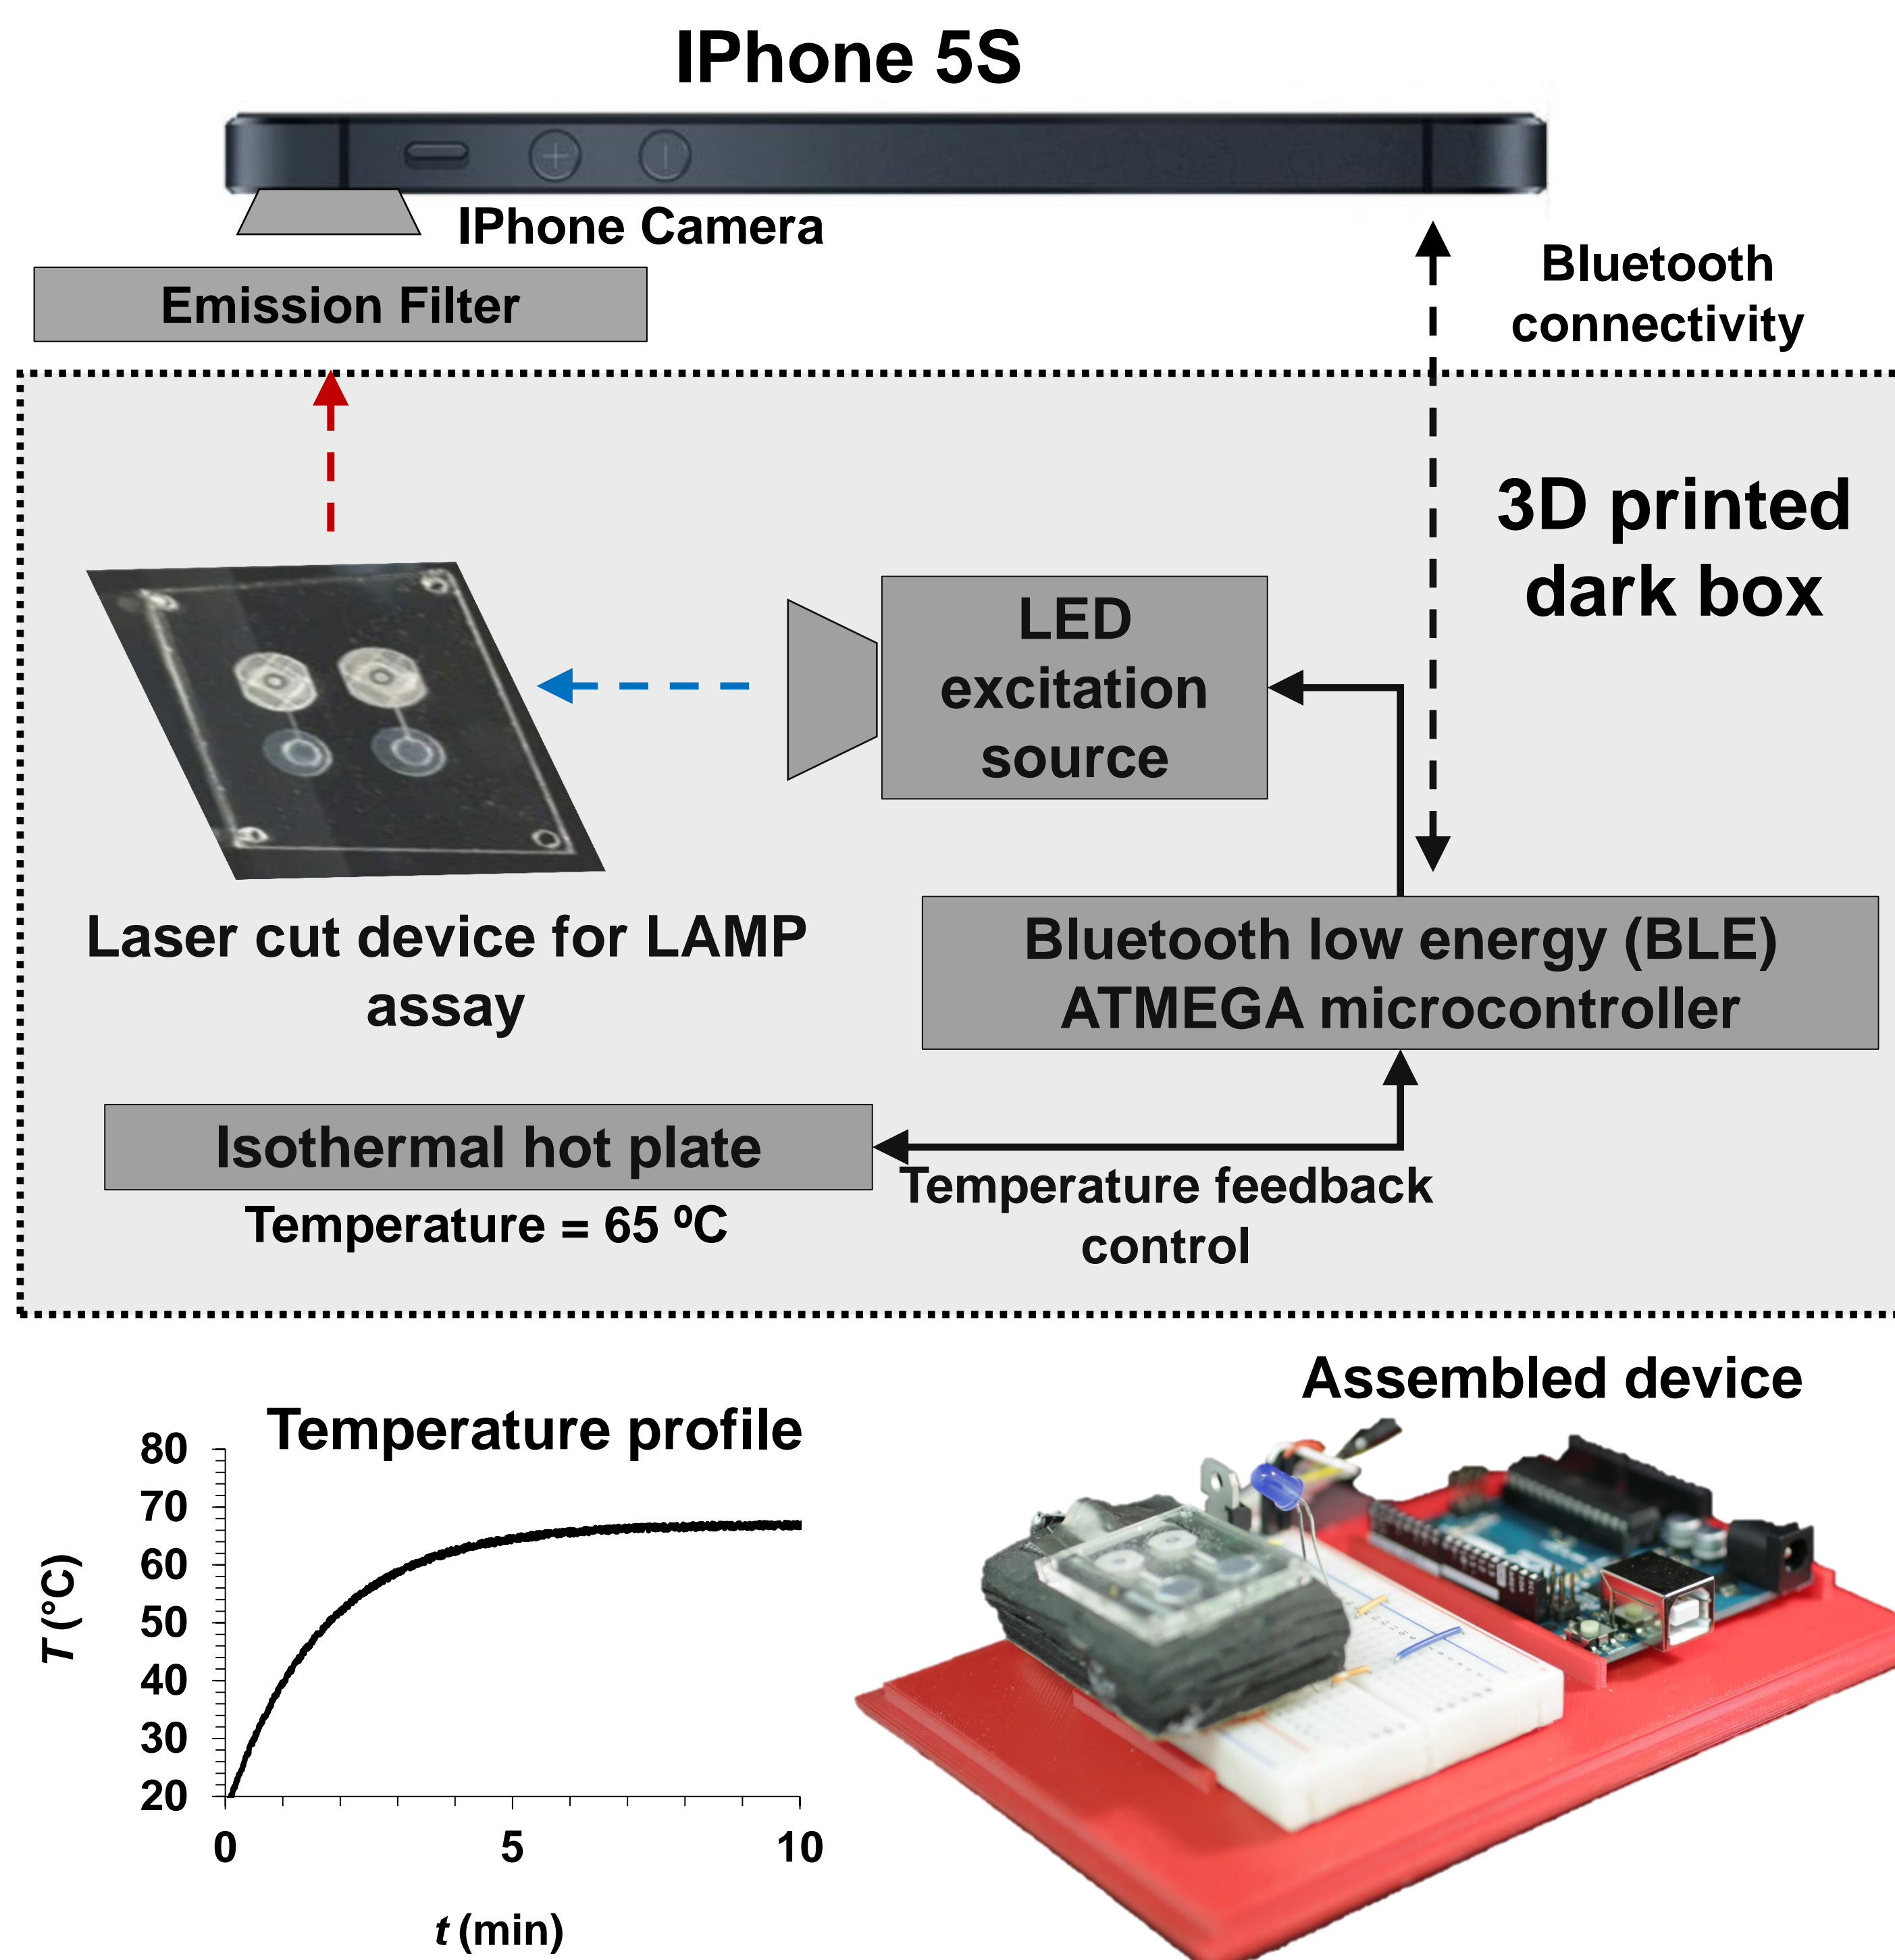 IPhone 5S
IPhone Camera
Emission Filter
Bluetooth
connectivity
3D printed
dark box
LED
excitation
source
Laser cut device for LAMP
assay
Bluetooth low energy (BLE)
ATMEGA microcontroller
Isothermal hot plate
Temperature = 65 ºC
Temperature feedback
control
Temperature profile
80
70
60
50
40
30
20
T (°C)
0
5
10
t (min)
Assembled device